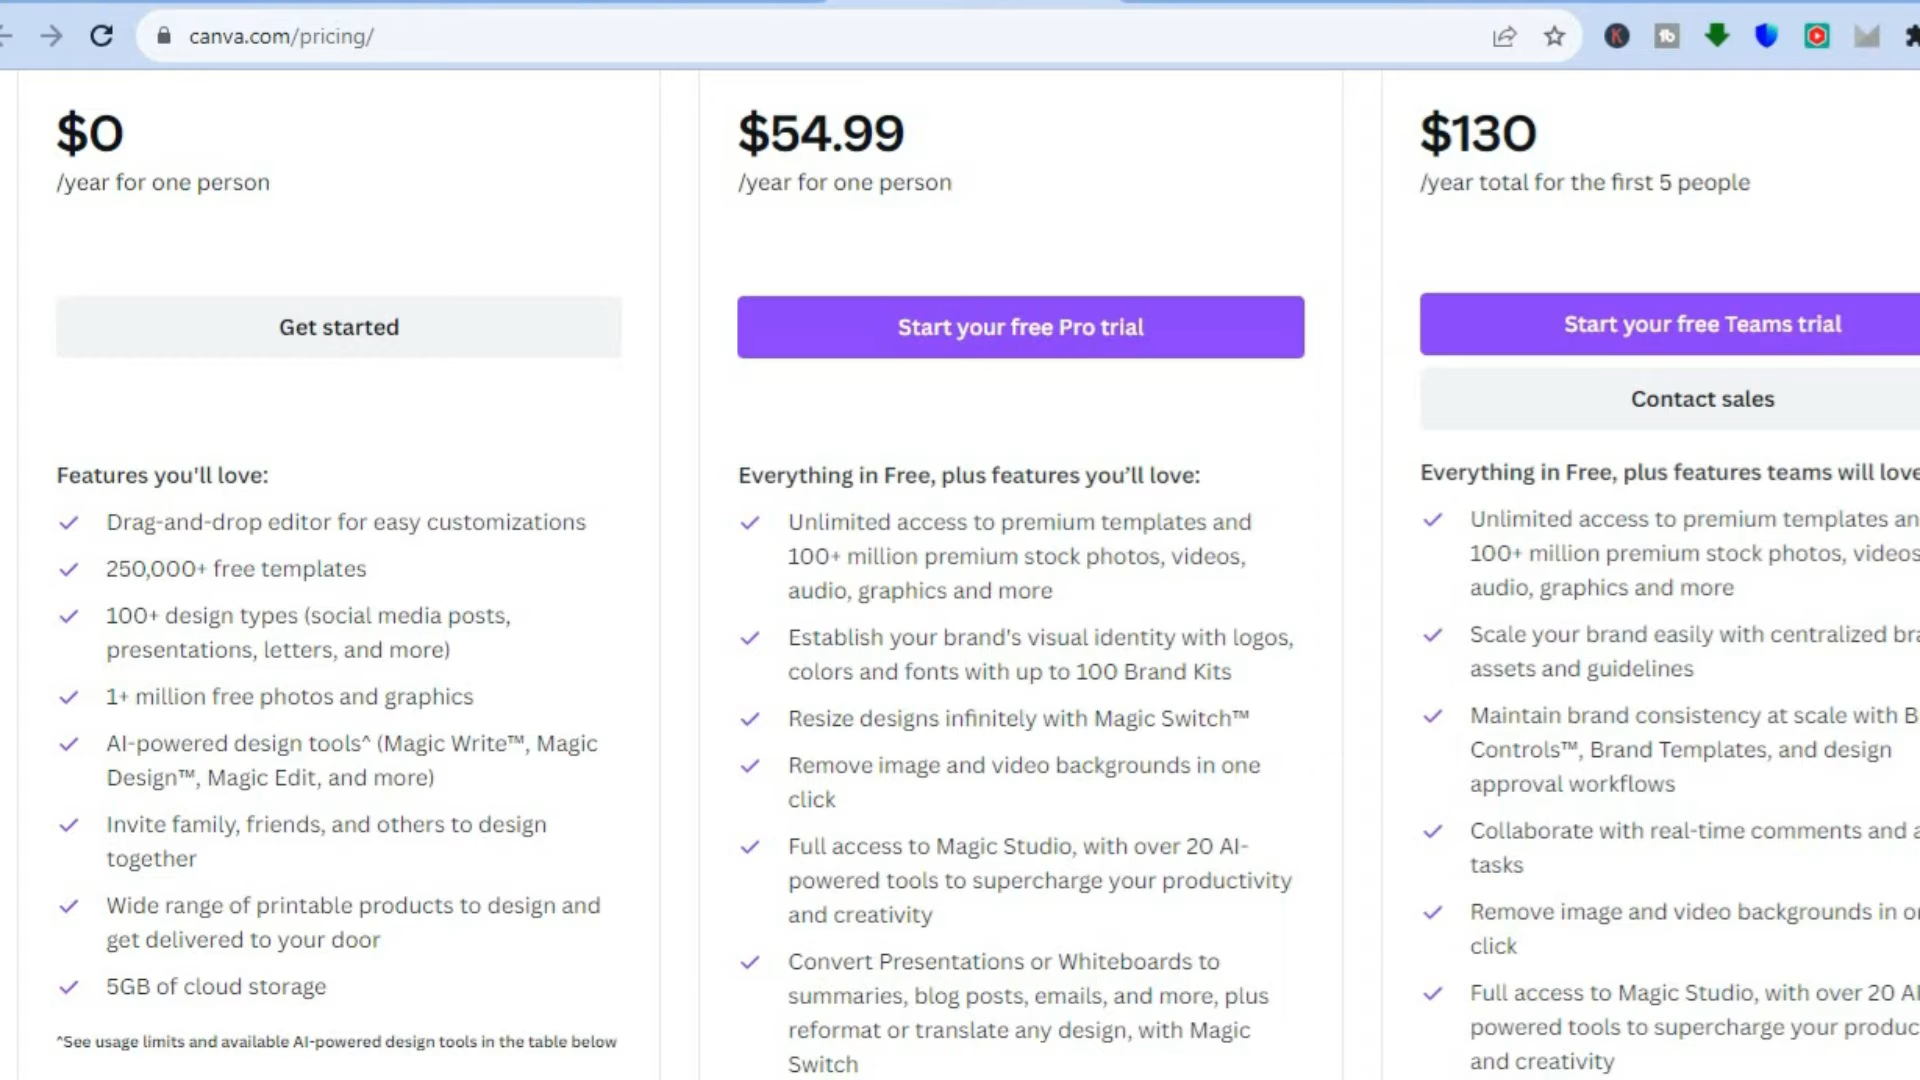 canva.com/pricing/
$0
/year for one person
Get started
Features you'll love:
Drag-and-drop editor for easy customizations
250,000+ free templates
100+ design types (social media posts,
presentations, letters, and more)
1+ million free photos and graphics
AI-powered design tools^ (Magic Write™, Magic
Design™, Magic Edit, and more)
Invite family, friends, and others to design
together
Wide range of printable products to design and
get delivered to your door
5GB of cloud storage
^See usage limits and available AI-powered design tools in the table below
$54.99
/year for one person
Start your free Pro trial
Everything in Free, plus features you’ll love:
Unlimited access to premium templates and
100+ million premium stock photos, videos,
audio, graphics and more
Establish your brand's visual identity with logos,
colors and fonts with up to 100 Brand Kits
Resize designs infinitely with Magic Switch™
Remove image and video backgrounds in one
click
Full access to Magic Studio, with over 20 AI-
powered tools to supercharge your productivity
and creativity
Convert Presentations or Whiteboards to
summaries, blog posts, emails, and more, plus
reformat or translate any design, with Magic
Switch
$130
/year total for the first 5 people
Start your free Teams trial
Contact sales
Everything in Free, plus features teams will love
Unlimited access to premium templates an
100+ million premium stock photos, videos
audio, graphics and more
Scale your brand easily with centralized bra
assets and guidelines
Maintain brand consistency at scale with B
Controls™, Brand Templates, and design
approval workflows
Collaborate with real-time comments and a
tasks
Remove image and video backgrounds in o
click
Full access to Magic Studio, with over 20 AI
powered tools to supercharge your produc
and creativity